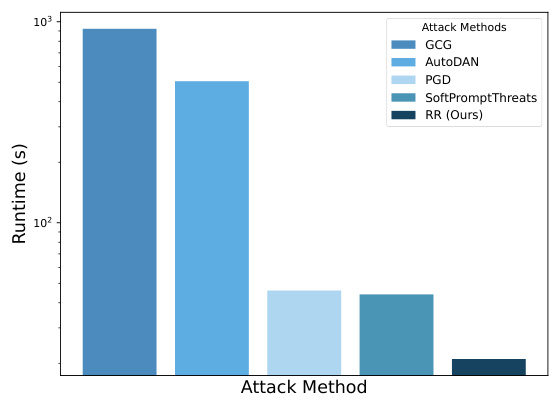 10³
10²
Runtime (s)
Attack Method
Attack Methods
GCG
AutoDAN
PGD
SoftPromptThreats
RR (Ours)